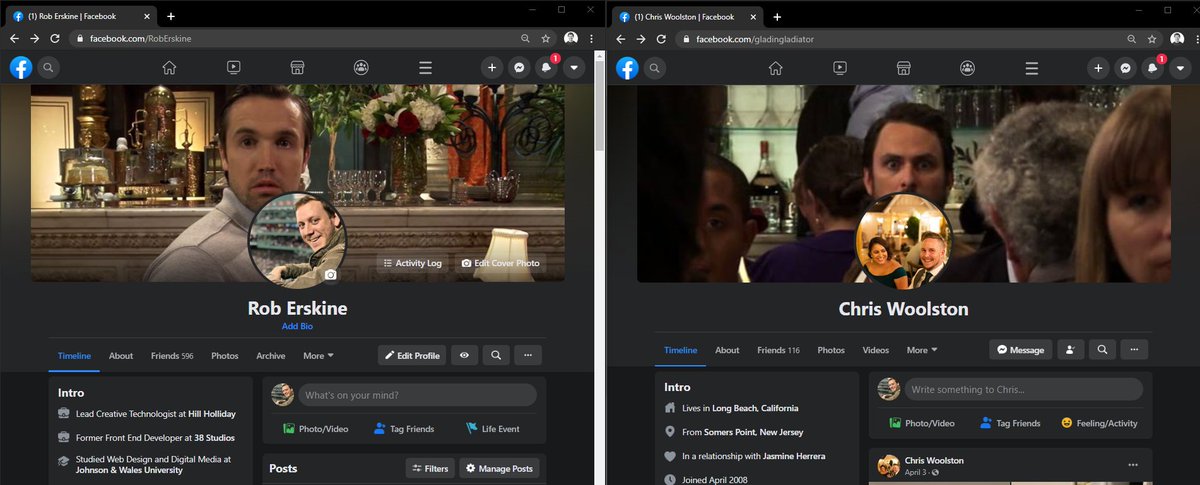 (1) Rob Erskine | Facebook
facebook.com/RobErskine
1
Activity Log
Edit Cover Photo
Rob Erskine
Add Bio
Timeline
About
Friends 596
Photos
Archive
More
Edit Profile
Intro
Lead Creative Technologist at Hill Holliday
Former Front End Developer at 38 Studios
Studied Web Design and Digital Media at
Johnson & Wales University
What's on your mind?
Photo/Video
Tag Friends
Life Event
Posts
Filters
Manage Posts
(1) Chris Woolston | Facebook
facebook.com/gladingladiator
1
Chris Woolston
Timeline
About
Friends 116
Photos
Videos
More
Message
Intro
Lives in Long Beach, California
From Somers Point, New Jersey
In a relationship with Jasmine Herrera
Joined April 2008
Write something to Chris...
Photo/Video
Tag Friends
Feeling/Activity
Chris Woolston
April 3 ·